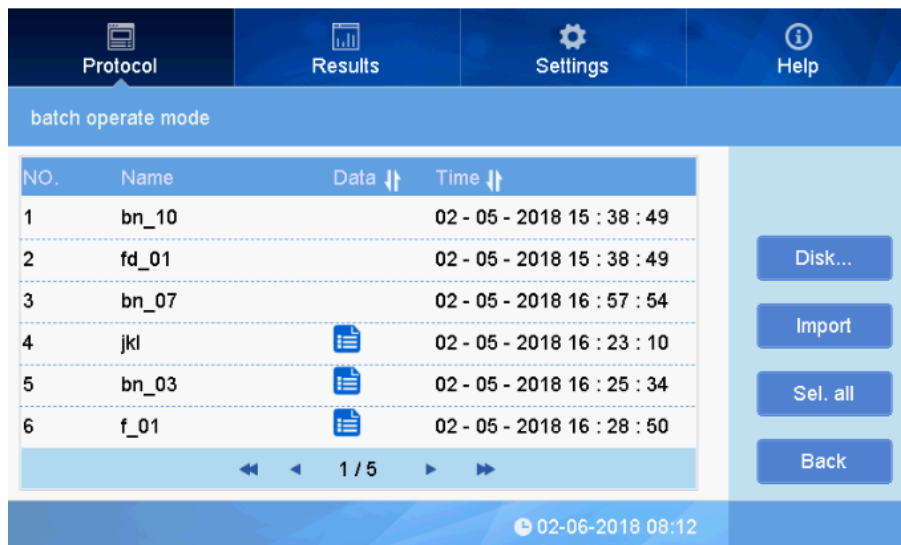 Protocol Results Settings Help
batch operate mode
NO. Name Data Time
1 bn_10 02 - 05 - 2018 15 : 38 : 49
2 fd_01 02 - 05 - 2018 15 : 38 : 49
3 bn_07 02 - 05 - 2018 16 : 57 : 54
4 jkl 02 - 05 - 2018 16 : 23 : 10
5 bn_03 02 - 05 - 2018 16 : 25 : 34
6 f_01 02 - 05 - 2018 16 : 28 : 50
1 / 5
Disk...
Import
Sel. all
Back
02-06-2018 08:12